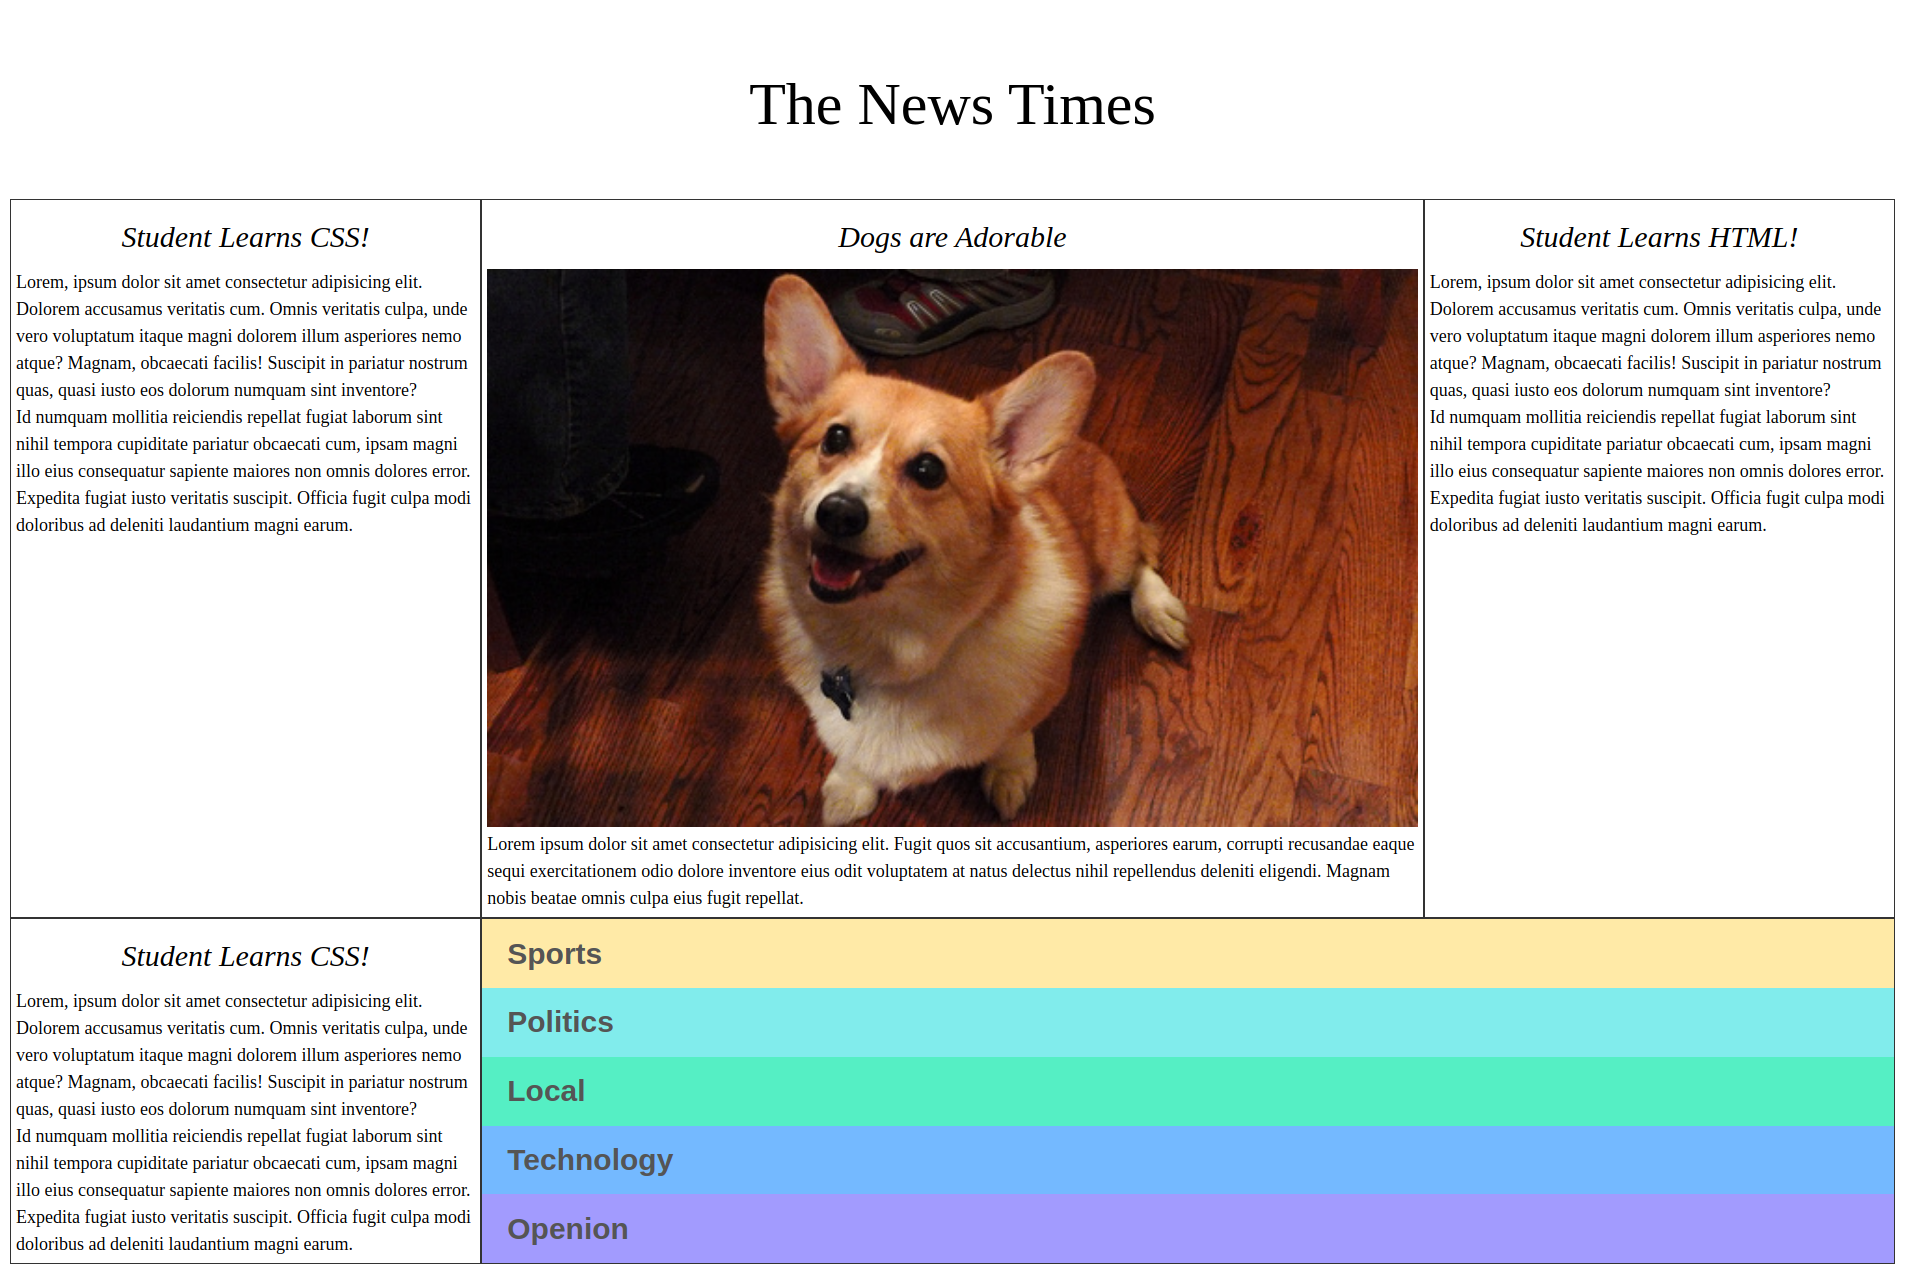 The News Times
Student Learns CSS!
Lorem, ipsum dolor sit amet consectetur adipisicing elit.
Dolorem accusamus veritatis cum. Omnis veritatis culpa, unde
vero voluptatum itaque magni dolorem illum asperiores nemo
atque? Magnam, obcaecati facilis! Suscipit in pariatur nostrum
quas, quasi iusto eos dolorum numquam sint inventore?
Id numquam mollitia reiciendis repellat fugiat laborum sint
nihil tempora cupiditate pariatur obcaecati cum, ipsam magni
illo eius consequatur sapiente maiores non omnis dolores error.
Expedita fugiat iusto veritatis suscipit. Officia fugit culpa modi
doloribus ad deleniti laudantium magni earum.
Dogs are Adorable
Lorem ipsum dolor sit amet consectetur adipisicing elit. Fugit quos sit accusantium, asperiores earum, corrupti recusandae eaque
sequi exercitationem odio dolore inventore eius odit voluptatem at natus delectus nihil repellendus deleniti eligendi. Magnam
nobis beatae omnis culpa eius fugit repellat.
Student Learns HTML!
Lorem, ipsum dolor sit amet consectetur adipisicing elit.
Dolorem accusamus veritatis cum. Omnis veritatis culpa, unde
vero voluptatum itaque magni dolorem illum asperiores nemo
atque? Magnam, obcaecati facilis! Suscipit in pariatur nostrum
quas, quasi iusto eos dolorum numquam sint inventore?
Id numquam mollitia reiciendis repellat fugiat laborum sint
nihil tempora cupiditate pariatur obcaecati cum, ipsam magni
illo eius consequatur sapiente maiores non omnis dolores error.
Expedita fugiat iusto veritatis suscipit. Officia fugit culpa modi
doloribus ad deleniti laudantium magni earum.
Student Learns CSS!
Lorem, ipsum dolor sit amet consectetur adipisicing elit.
Dolorem accusamus veritatis cum. Omnis veritatis culpa, unde
vero voluptatum itaque magni dolorem illum asperiores nemo
atque? Magnam, obcaecati facilis! Suscipit in pariatur nostrum
quas, quasi iusto eos dolorum numquam sint inventore?
Id numquam mollitia reiciendis repellat fugiat laborum sint
nihil tempora cupiditate pariatur obcaecati cum, ipsam magni
illo eius consequatur sapiente maiores non omnis dolores error.
Expedita fugiat iusto veritatis suscipit. Officia fugit culpa modi
doloribus ad deleniti laudantium magni earum.
Sports
Politics
Local
Technology
Openion